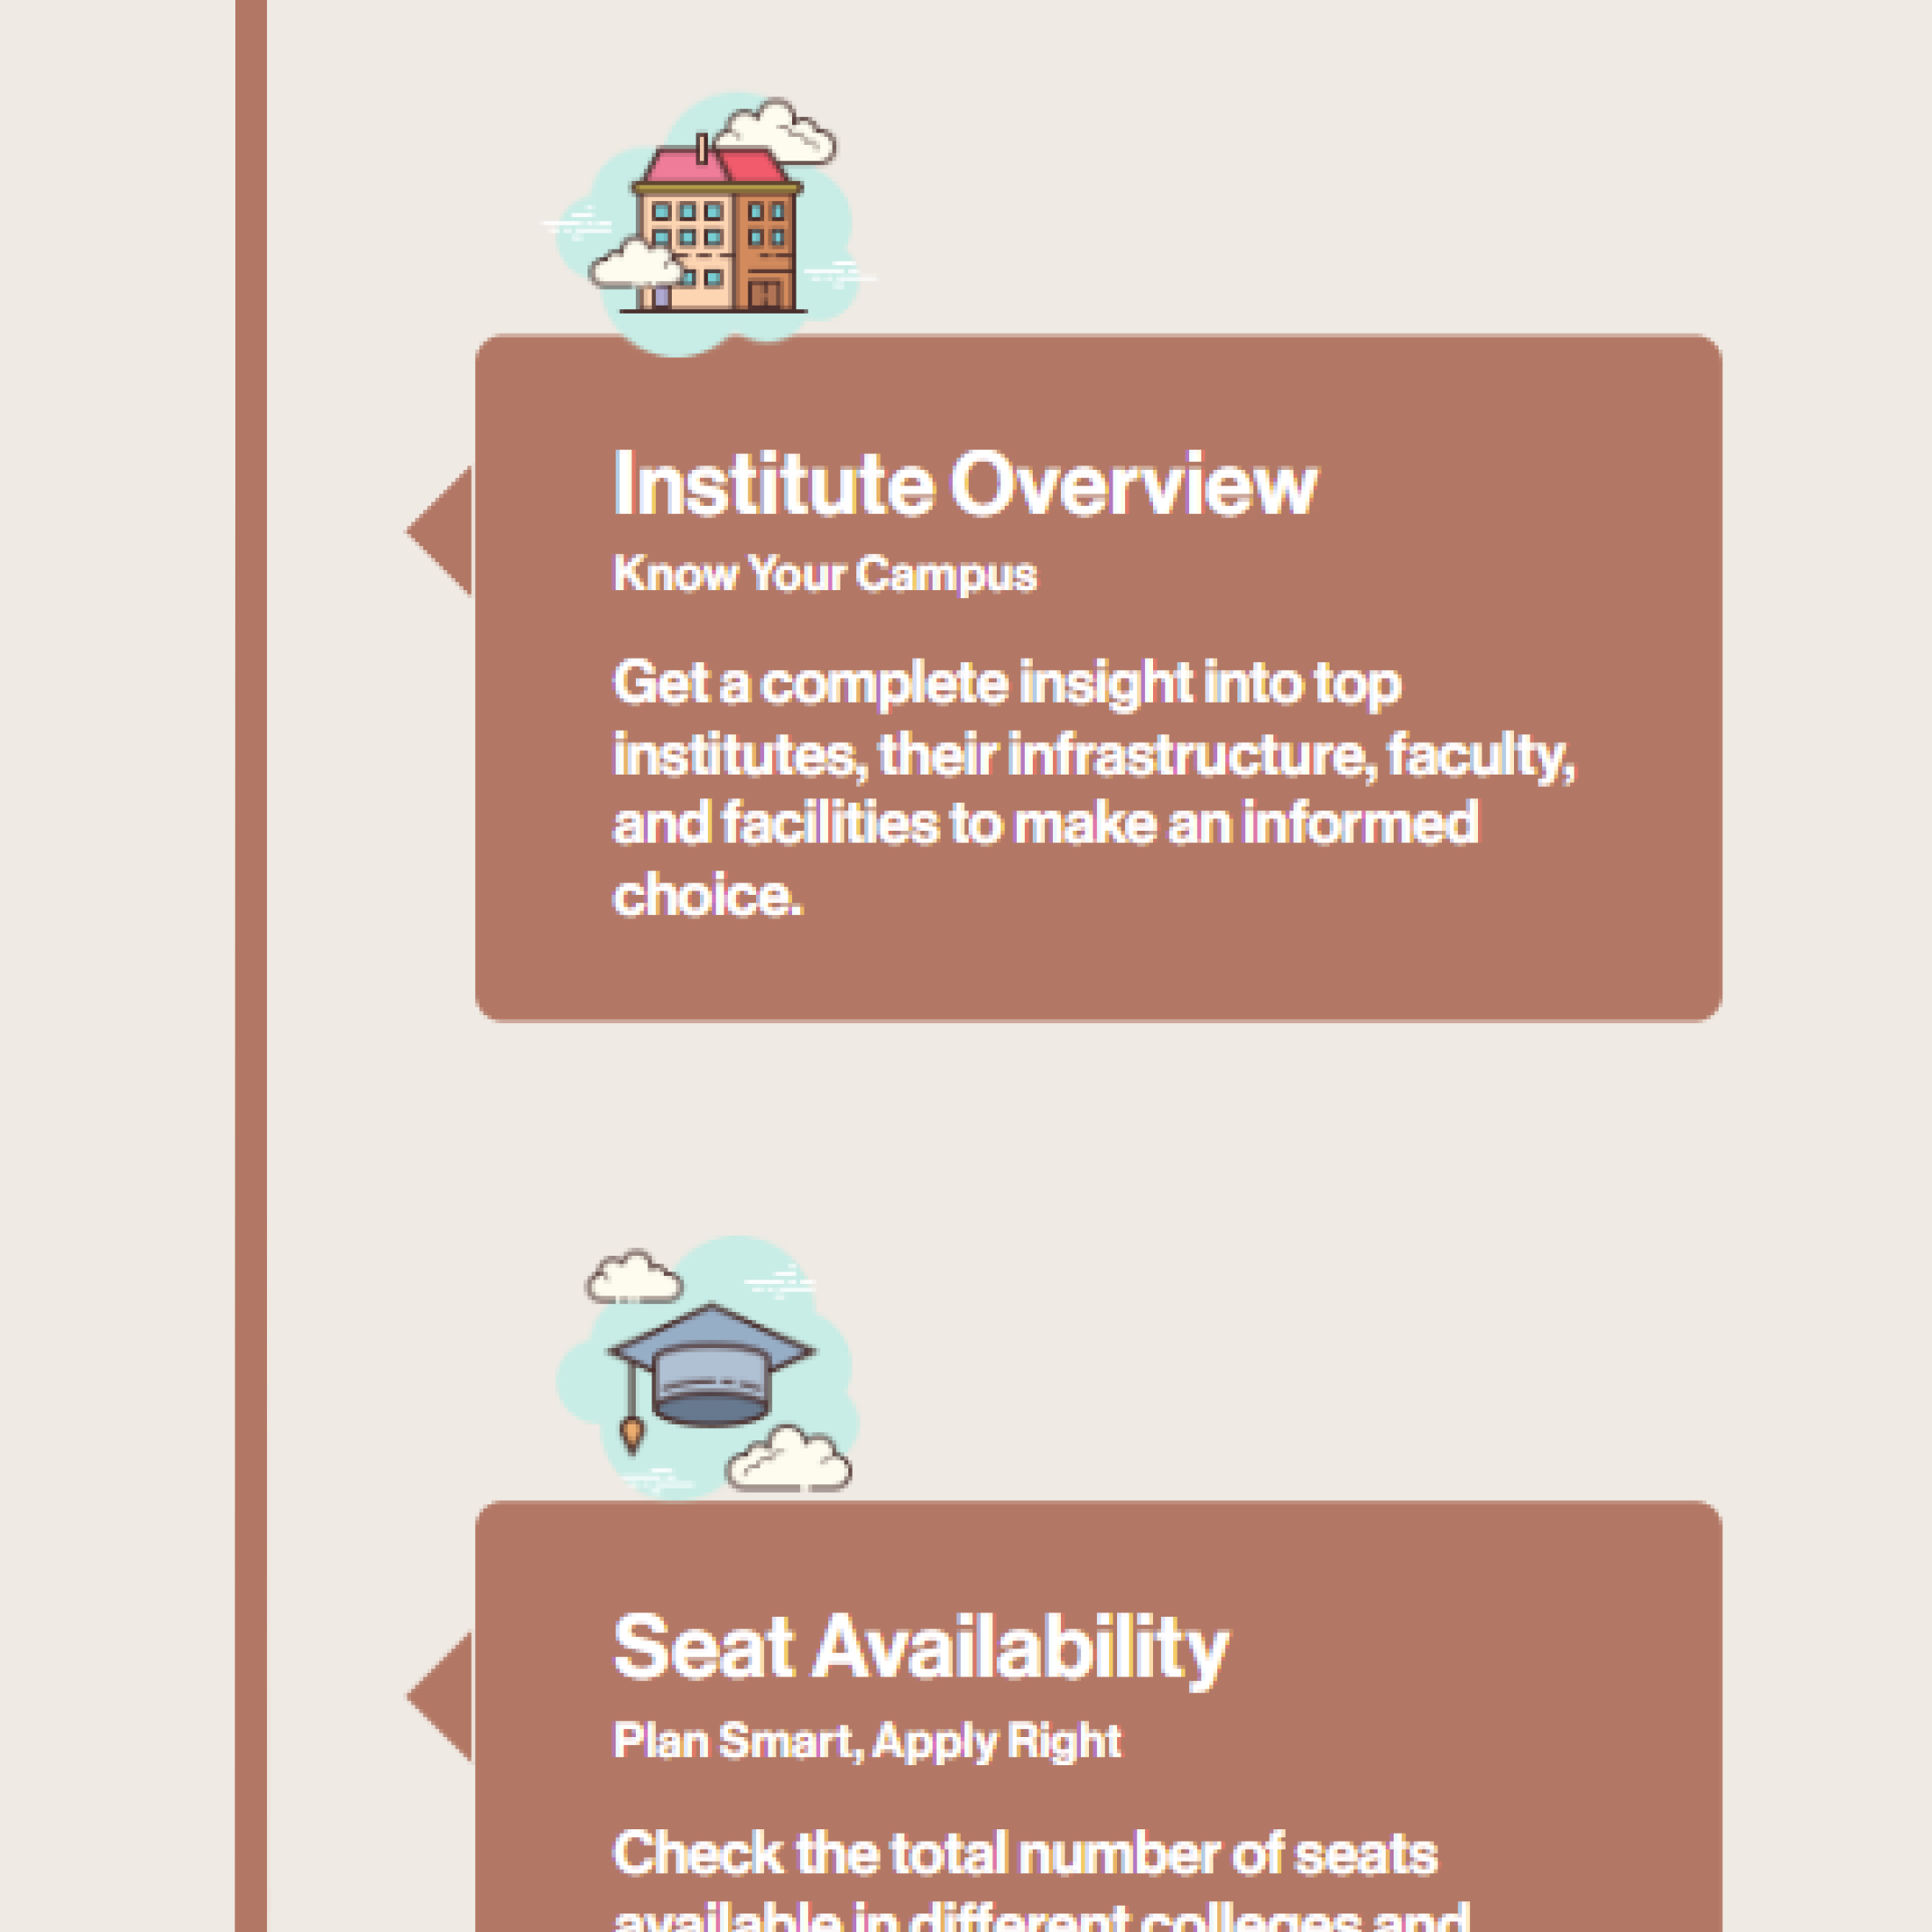 Institute Overview
Know Your Campus
Get a complete insight into top
institutes, their infrastructure, faculty,
and facilities to make an informed
choice.
Seat Availability
Plan Smart, Apply Right
Check the total number of seats
available in different colleges and